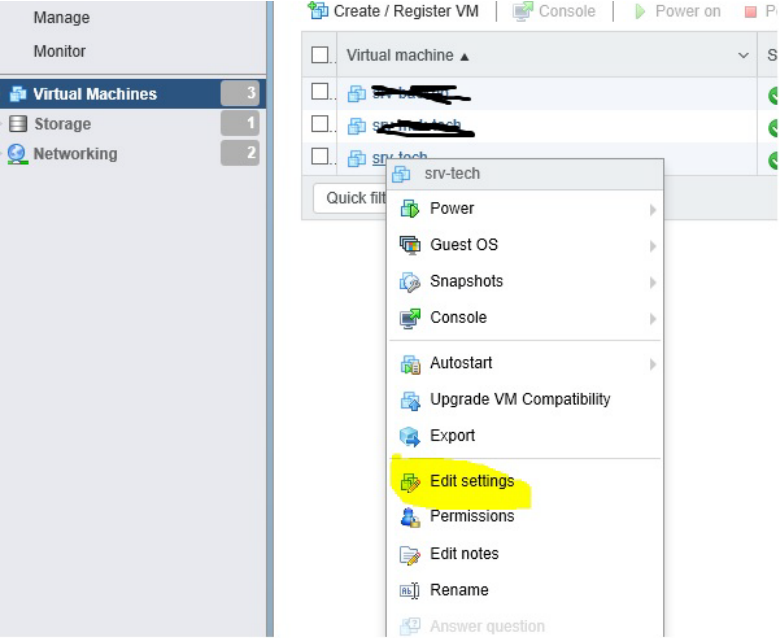 Manage
Monitor
Virtual Machines 3
Storage 1
Networking 2
Create / Register VM Console Power on
Virtual machine S
srv-tech
Quick filt
srv-tech
Power
Guest OS
Snapshots
Console
Autostart
Upgrade VM Compatibility
Export
Edit settings
Permissions
Edit notes
Rename
Answer question